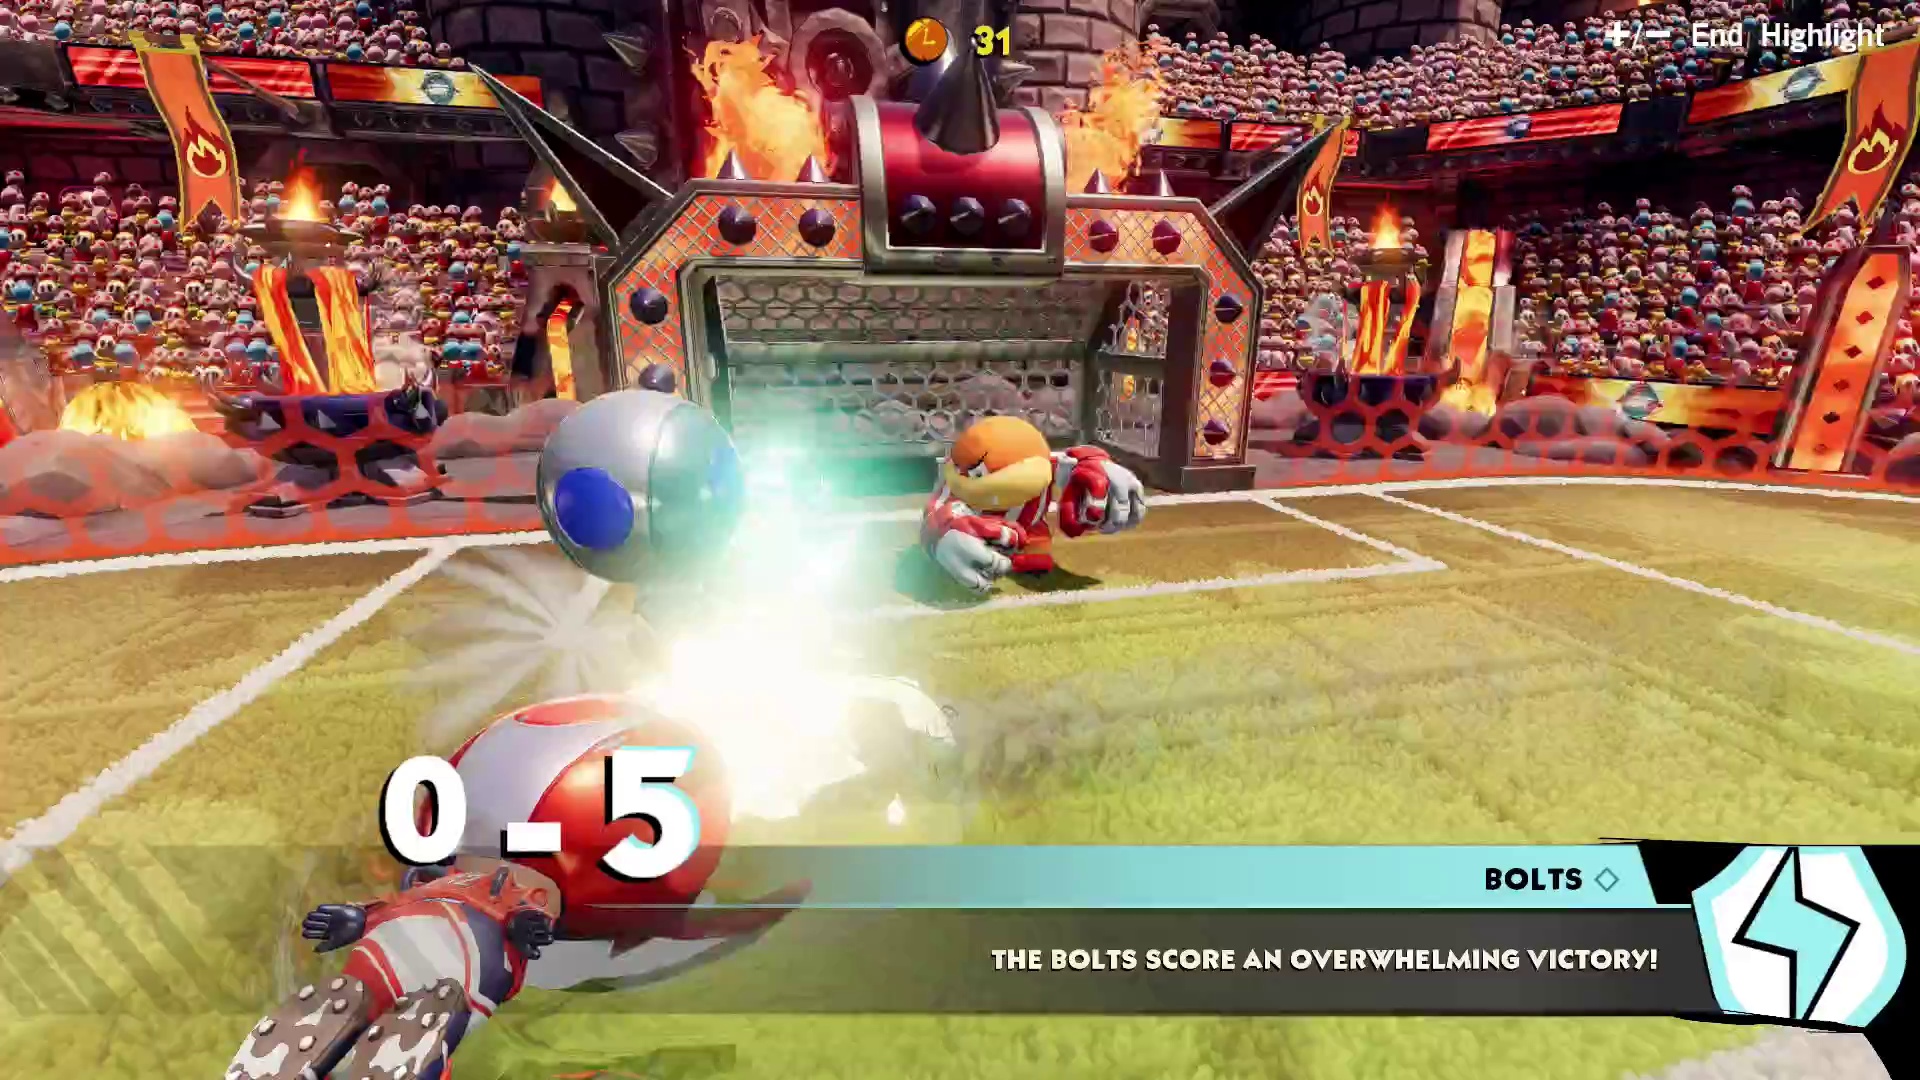 31
+/− End Highlight
0 - 5
BOLTS
THE BOLTS SCORE AN OVERWHELMING VICTORY!